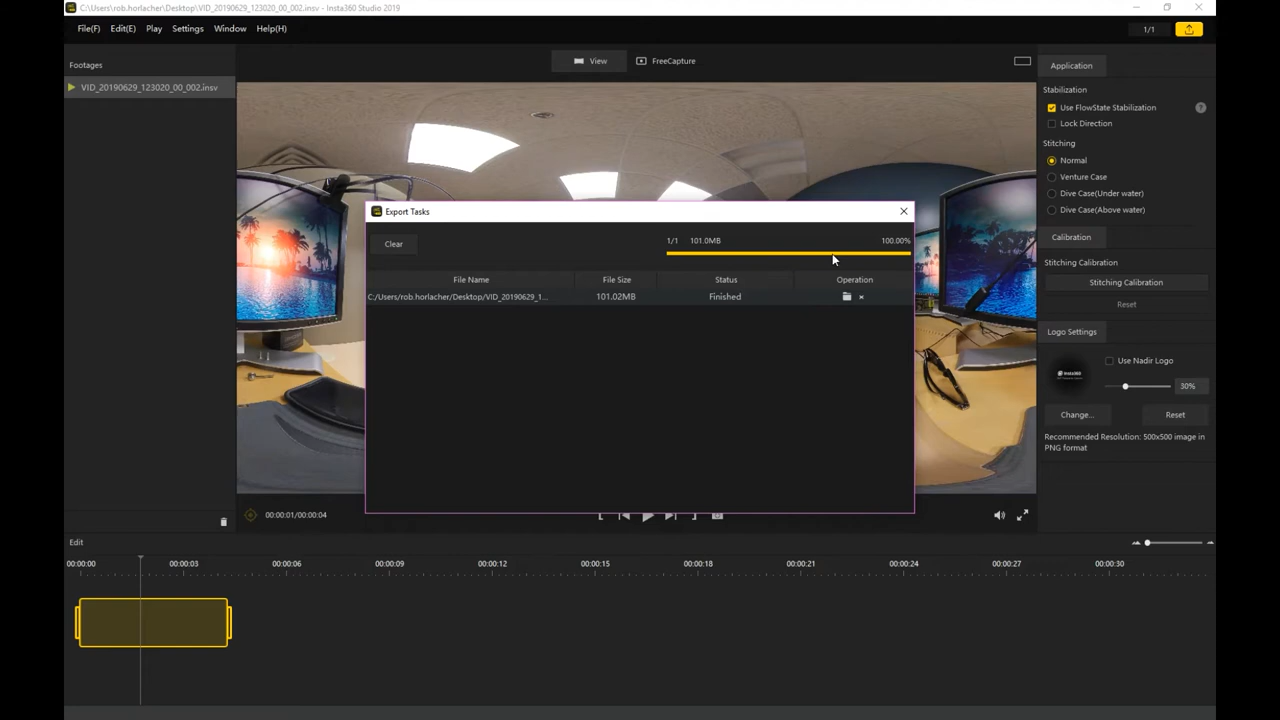 C:\Users\rob.horlacher\Desktop\VID_20190629_123020_00_002.insv - Insta360 Studio 2019
File(F) Edit(E) Play Settings Window Help(H)
1/1
Footages
VID_20190629_123020_00_002.insv
View
FreeCapture
Application
Stabilization
Use FlowState Stabilization
?
Lock Direction
Stitching
Normal
Venture Case
Dive Case(Under water)
Dive Case(Above water)
Calibration
Stitching Calibration
Stitching Calibration
Reset
Logo Settings
Insta360
Use Nadir Logo
30%
Change...
Reset
Recommended Resolution: 500x500 image in
PNG format
Export Tasks
Clear
1/1 101.0MB 100.00%
File Name File Size Status Operation
C:/Users/rob.horlacher/Desktop/VID_20190629_1... 101.02MB Finished
00:00:01/00:00:04
Edit
00:00:00 00:00:03 00:00:06 00:00:09 00:00:12 00:00:15 00:00:18 00:00:21 00:00:24 00:00:27 00:00:30